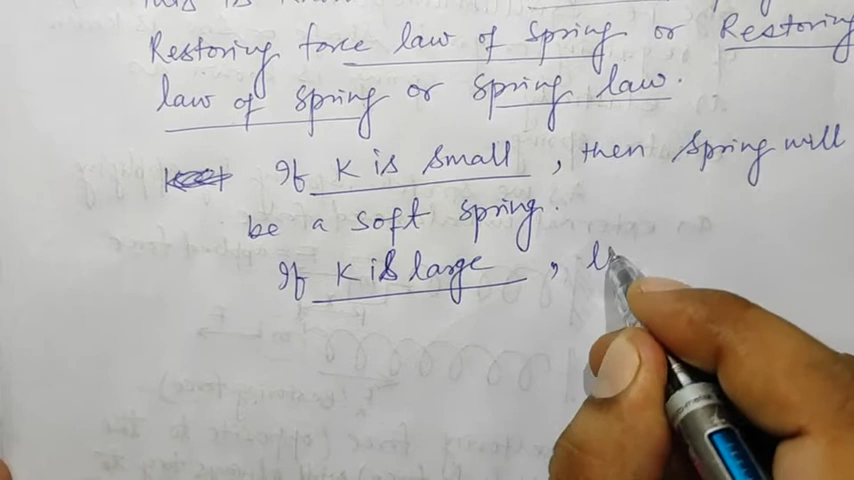 Restoring force law of Spring or Restoring
law of spring or spring law.
If K is small, then spring will
be a soft spring.
If K is large,